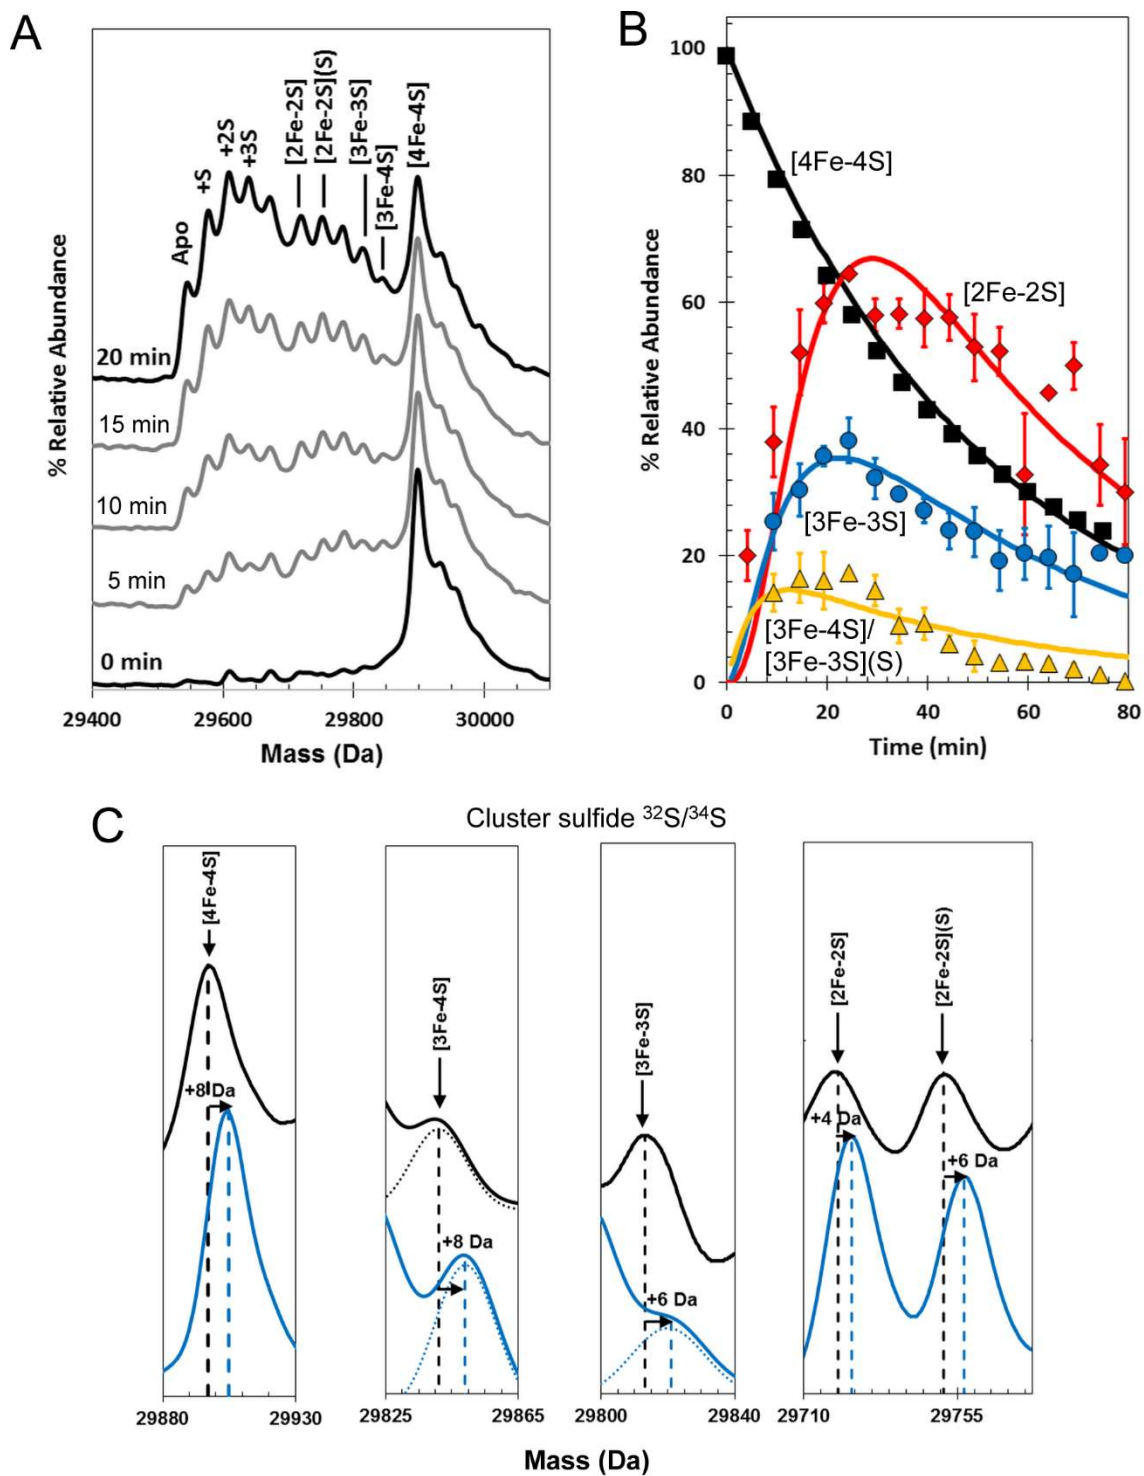 A
% Relative Abundance
Apo
+S
+2S
+3S
[2Fe-2S]
[2Fe-2S](S)
[3Fe-3S]
[3Fe-4S]
[4Fe-4S]
20 min
15 min
10 min
5 min
0 min
29400 29600 29800 30000
Mass (Da)
B
% Relative Abundance
100
80
60
40
20
0
[4Fe-4S]
[2Fe-2S]
[3Fe-3S]
[3Fe-4S]/
[3Fe-3S](S)
0 20 40 60 80
Time (min)
C
Cluster sulfide ³²S/³⁴S
[4Fe-4S]
+8 Da
29880 29930
[3Fe-4S]
+8 Da
29825 29865
[3Fe-3S]
+6 Da
29800 29840
[2Fe-2S]
+4 Da
[2Fe-2S](S)
+6 Da
29710 29755
Mass (Da)